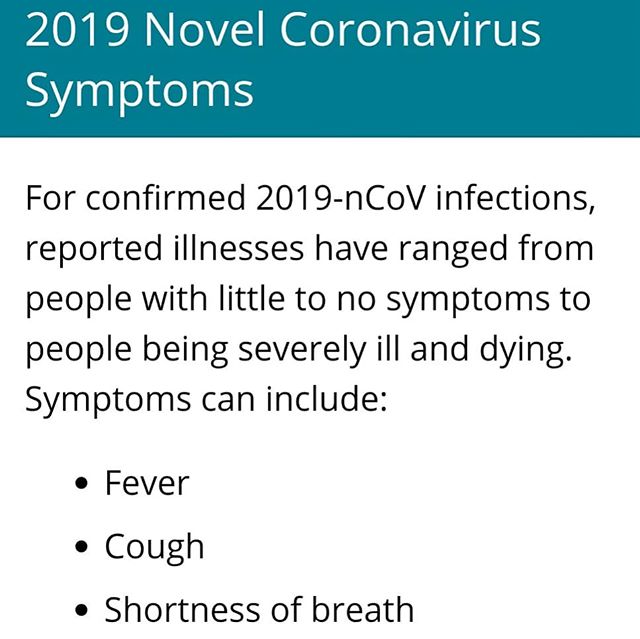 2019 Novel Coronavirus
Symptoms
For confirmed 2019-nCoV infections,
reported illnesses have ranged from
people with little to no symptoms to
people being severely ill and dying.
Symptoms can include:
• Fever
• Cough
• Shortness of breath